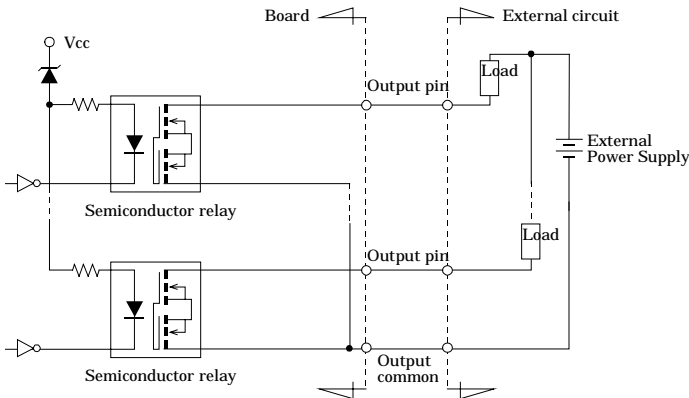 Board
External circuit
Vcc
Load
Output pin
External
Power Supply
Semiconductor relay
Load
Output pin
Output
common
Semiconductor relay